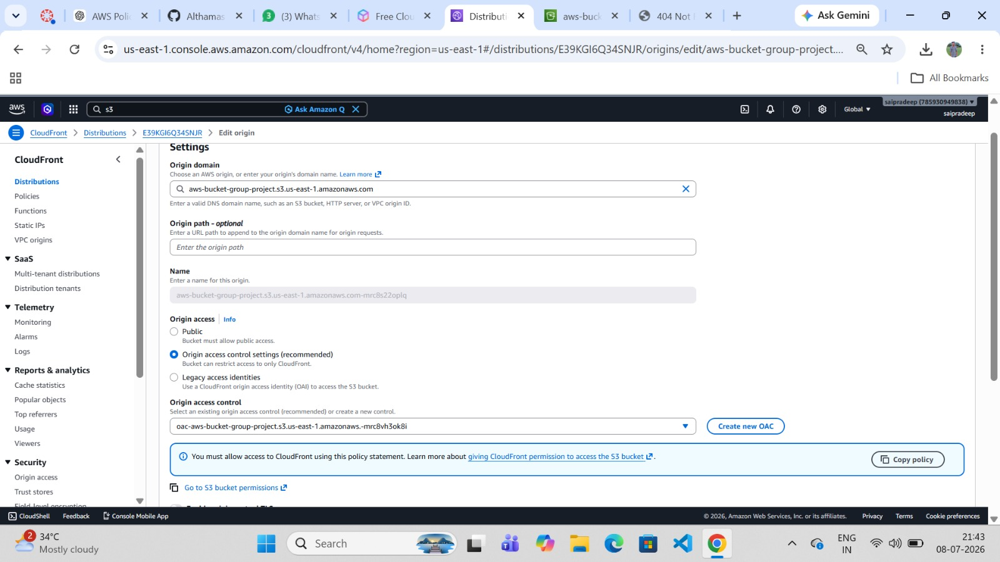 AWS Polic
Althamas
(3) Whats
Free Clou
Distributi
aws-buck
404 Not
Ask Gemini
us-east-1.console.aws.amazon.com/cloudfront/v4/home?region=us-east-1#/distributions/E39KGI6Q34SNJR/origins/edit/aws-bucket-group-project....
All Bookmarks
aws
s3
Ask Amazon Q
Global
saipradeep (785930949838)
saipradeep
CloudFront
Distributions
E39KGI6Q34SNJR
Edit origin
CloudFront
Distributions
Policies
Functions
Static IPs
VPC origins
SaaS
Multi-tenant distributions
Distribution tenants
Telemetry
Monitoring
Alarms
Logs
Reports & analytics
Cache statistics
Popular objects
Top referrers
Usage
Viewers
Security
Origin access
Trust stores
Field-level encryption
Settings
Origin domain
Choose an AWS origin, or enter your origin's domain name. Learn more
aws-bucket-group-project.s3.us-east-1.amazonaws.com
Enter a valid DNS domain name, such as an S3 bucket, HTTP server, or VPC origin ID.
Origin path - optional
Enter a URL path to append to the origin domain name for origin requests.
Enter the origin path
Name
Enter a name for this origin.
aws-bucket-group-project.s3.us-east-1.amazonaws.com-mrc8s22oplq
Origin access
Info
Public
Bucket must allow public access.
Origin access control settings (recommended)
Bucket can restrict access to only CloudFront.
Legacy access identities
Use a CloudFront origin access identity (OAI) to access the S3 bucket.
Origin access control
Select an existing origin access control (recommended) or create a new control.
oac-aws-bucket-group-project.s3.us-east-1.amazonaws.-mrc8vh3ok8i
Create new OAC
You must allow access to CloudFront using this policy statement. Learn more about giving CloudFront permission to access the S3 bucket.
Copy policy
Go to S3 bucket permissions
CloudShell
Feedback
Console Mobile App
© 2026, Amazon Web Services, Inc. or its affiliates.
Privacy
Terms
Cookie preferences
2
34°C
Mostly cloudy
Search
ENG
IN
21:43
08-07-2026